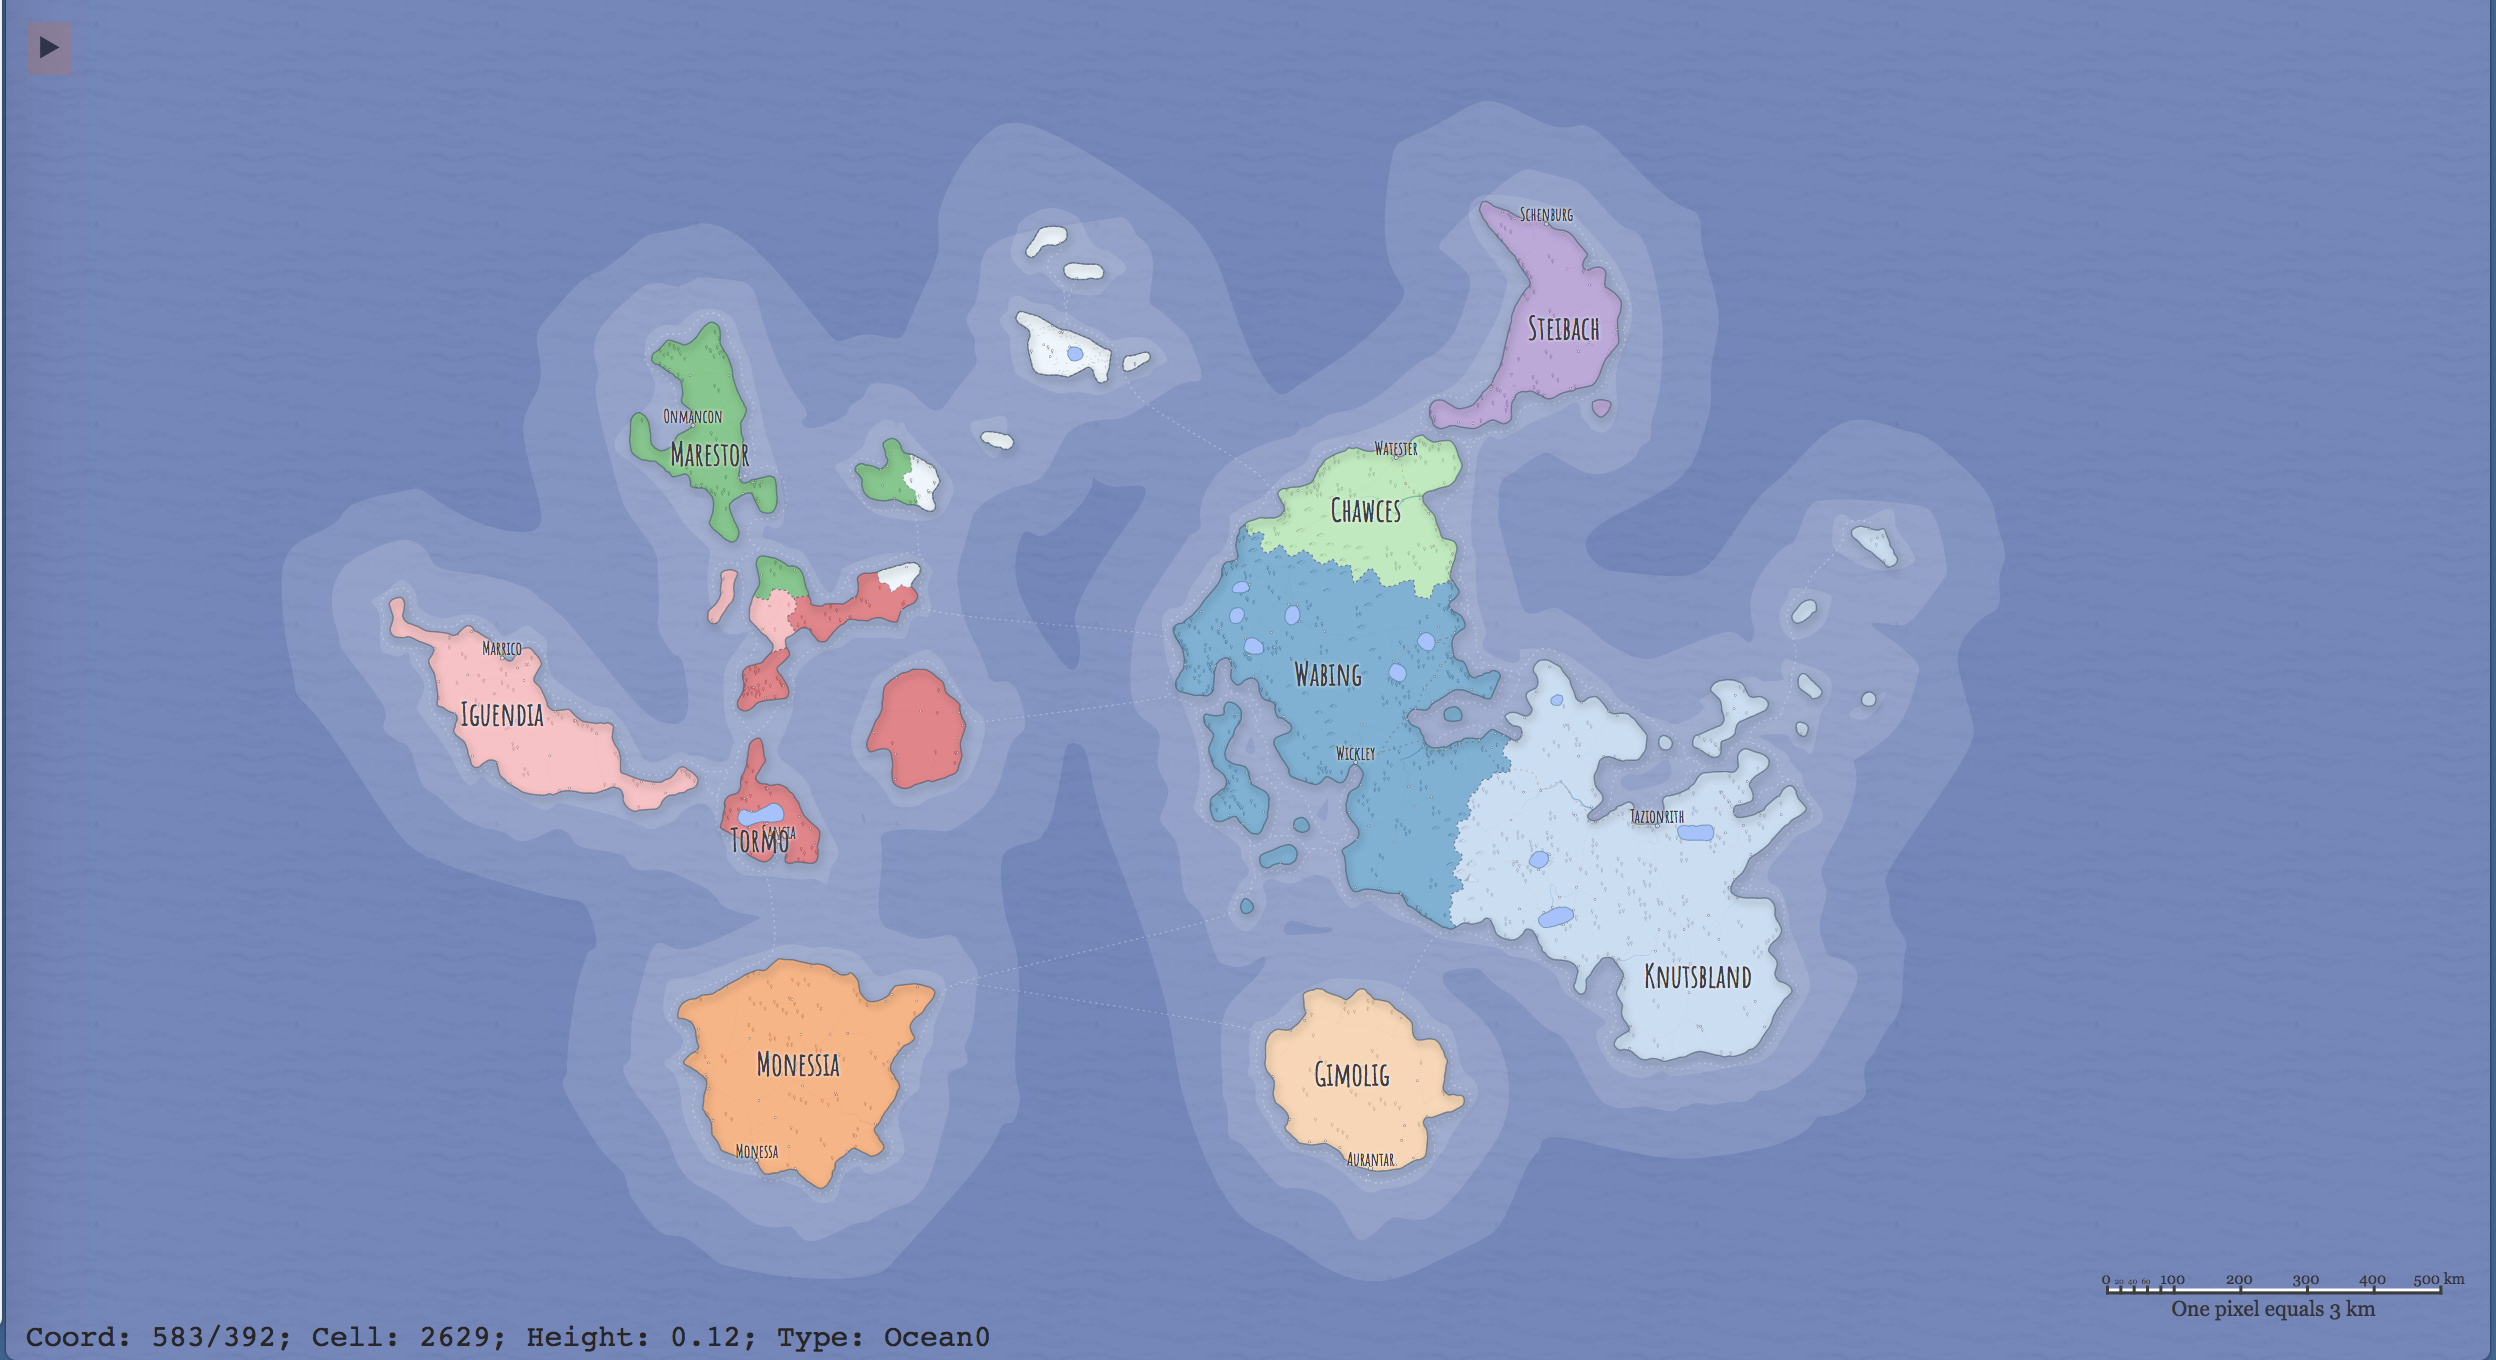 Schenburg
Steibach
Onmancon
Marestor
Watester
Chawces
Marrico
Iguendia
Wabing
Wickley
Tazionrith
Tormo
Knutsbland
Monessia
Gimolig
Monessa
Aurantar
0 20 40 60 100 200 300 400 500 km
One pixel equals 3 km
Coord: 583/392; Cell: 2629; Height: 0.12; Type: Ocean0